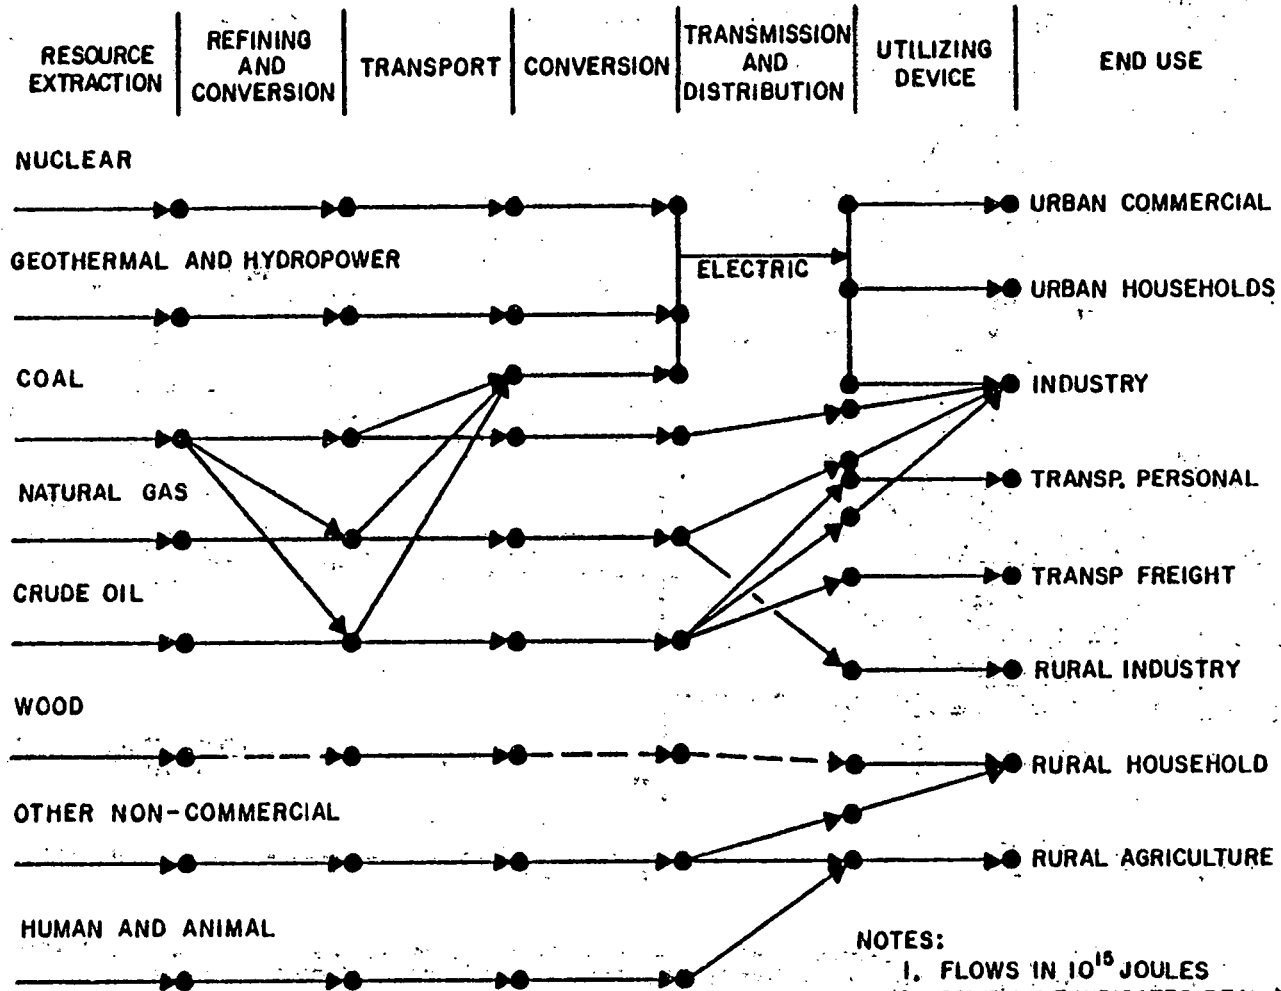 RESOURCE
EXTRACTION
REFINING
AND
CONVERSION
TRANSPORT
CONVERSION
TRANSMISSION
AND
DISTRIBUTION
UTILIZING
DEVICE
END USE
NUCLEAR
GEOTHERMAL AND HYDROPOWER
COAL
NATURAL GAS
CRUDE OIL
WOOD
OTHER NON-COMMERCIAL
HUMAN AND ANIMAL
ELECTRIC
URBAN COMMERCIAL
URBAN HOUSEHOLDS
INDUSTRY
TRANSP. PERSONAL
TRANSP FREIGHT
RURAL INDUSTRY
RURAL HOUSEHOLD
RURAL AGRICULTURE
NOTES:
1. FLOWS IN 10¹⁵ JOULES